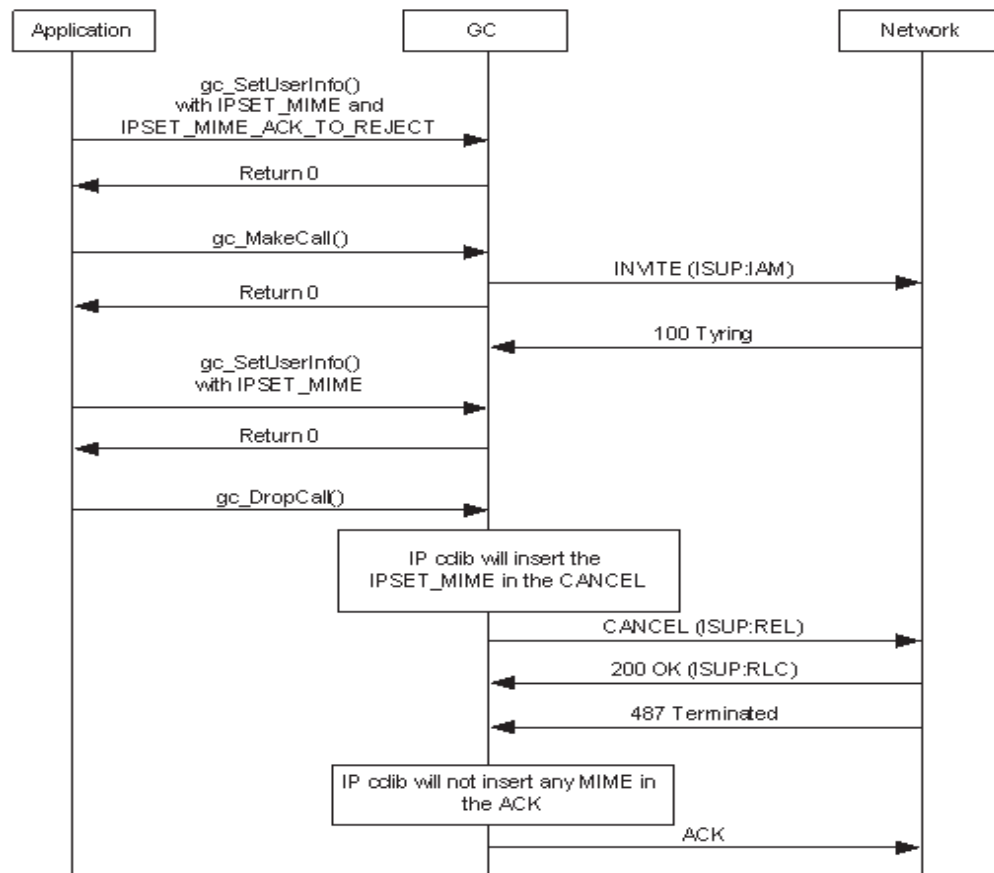 Application
GC
Network
gc_SetUserInfo()
with IPSET_MIME and
IPSET_MIME_ACK_TO_REJECT
Return 0
gc_MakeCall()
INVITE (ISUP:IAM)
Return 0
100 Tyring
gc_SetUserInfo()
with IPSET_MIME
Return 0
gc_DropCall()
IP cclib will insert the
IPSET_MIME in the CANCEL
CANCEL (ISUP:REL)
200 OK (ISUP:RLC)
487 Terminated
IP cclib will not insert any MIME in
the ACK
ACK